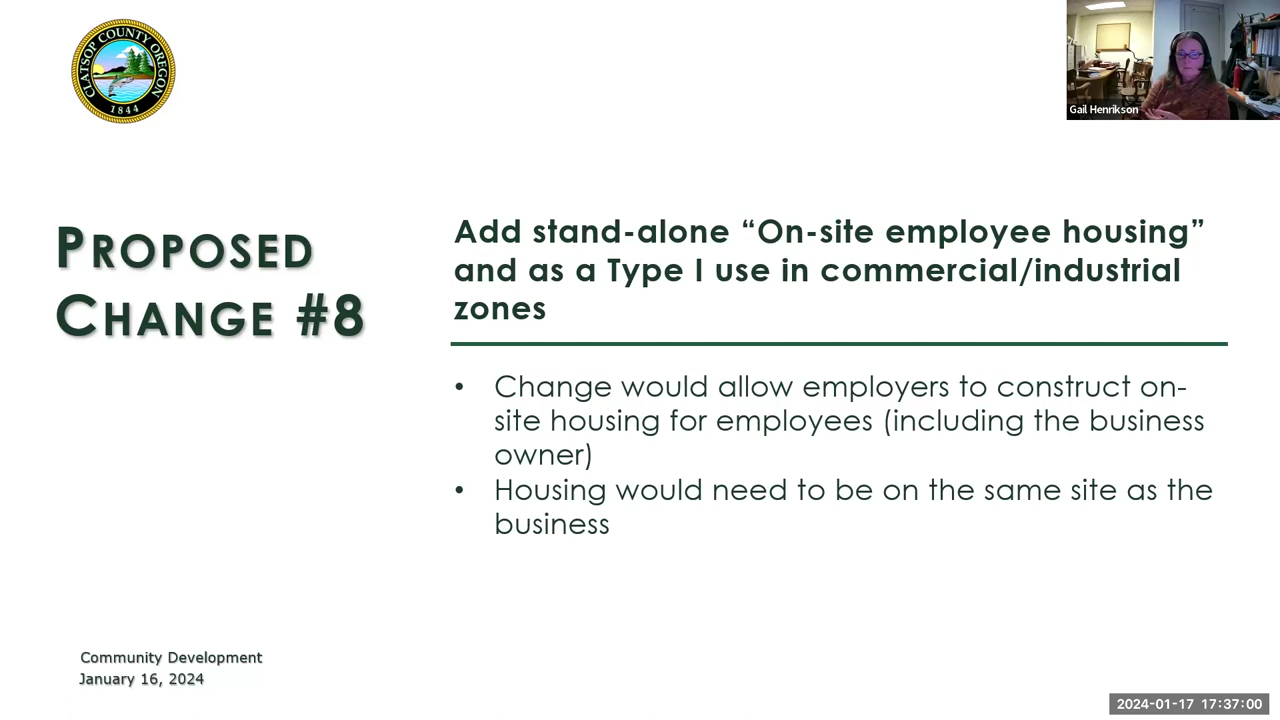 CLATSOP COUNTY OREGON
1844
Gail Henrikson
PROPOSED
CHANGE #8
Add stand-alone “On-site employee housing”
and as a Type I use in commercial/industrial
zones
• Change would allow employers to construct on-
site housing for employees (including the business
owner)
• Housing would need to be on the same site as the
business
Community Development
January 16, 2024
2024-01-17 17:37:00